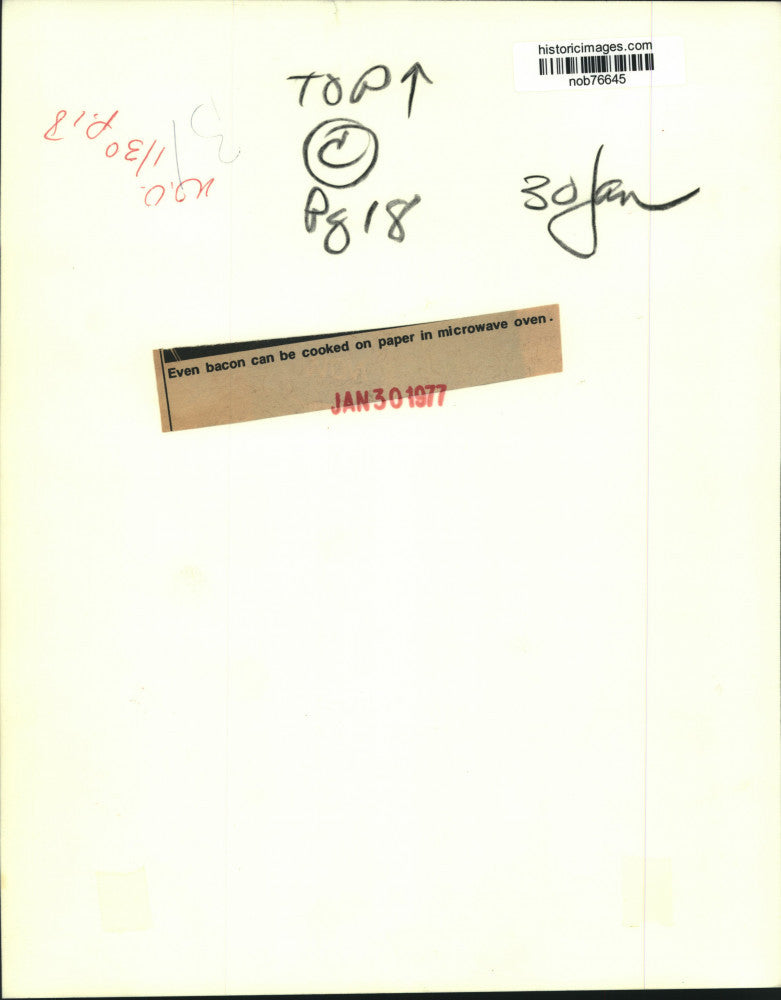 historicimages.com
nob76645
TOP ↑
C
Pg 18
30 Jan
1/30 P.18
Even bacon can be cooked on paper in microwave oven.
JAN 30 1977